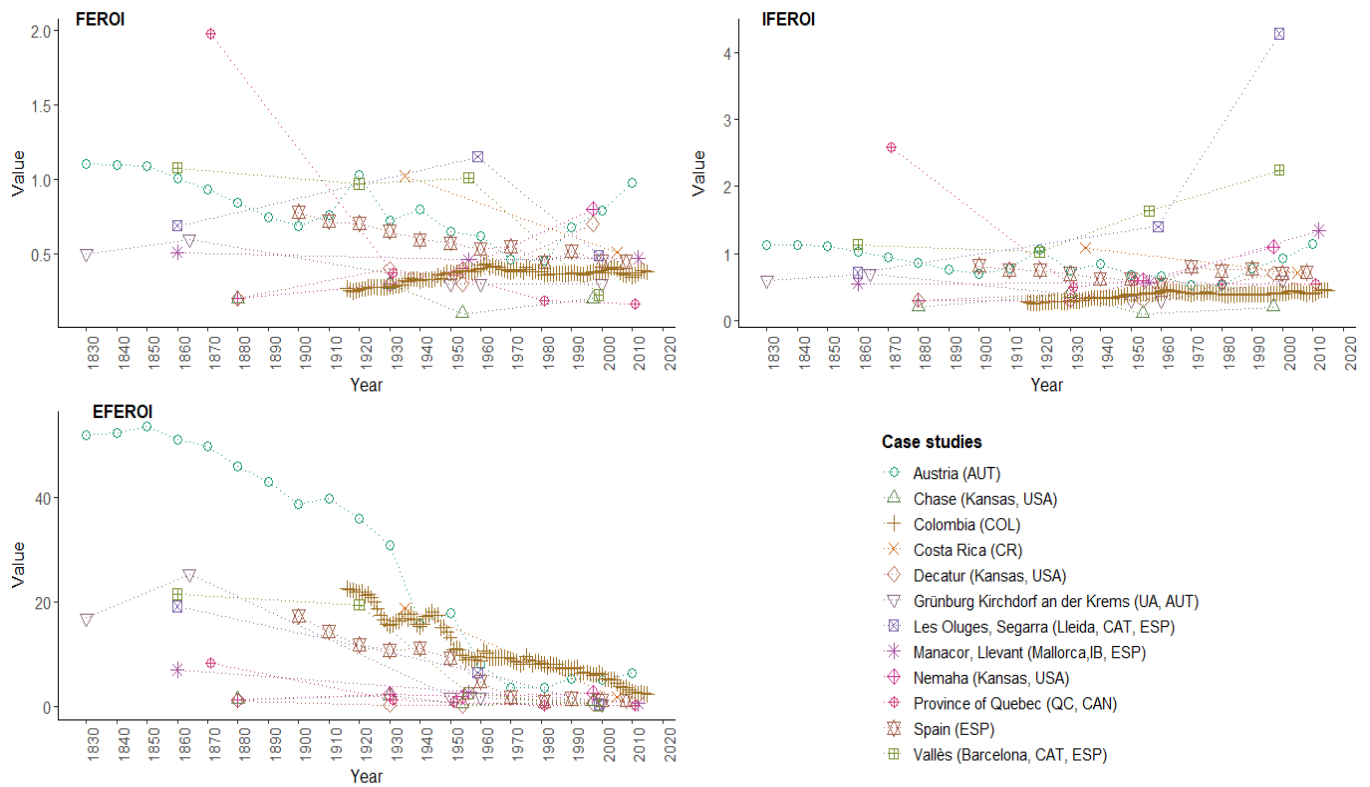 FEROI
Value
2.0
1.5
1.0
0.5
1830 1840 1850 1860 1870 1880 1890 1900 1910 1920 1930 1940 1950 1960 1970 1980 1990 2000 2010 2020
Year
IFEROI
Value
4
3
2
1
0
1830 1840 1850 1860 1870 1880 1890 1900 1910 1920 1930 1940 1950 1960 1970 1980 1990 2000 2010 2020
Year
EFEROI
Value
40
20
0
1830 1840 1850 1860 1870 1880 1890 1900 1910 1920 1930 1940 1950 1960 1970 1980 1990 2000 2010 2020
Year
Case studies
Austria (AUT)
Chase (Kansas, USA)
Colombia (COL)
Costa Rica (CR)
Decatur (Kansas, USA)
Grünburg Kirchdorf an der Krems (UA, AUT)
Les Oluges, Segarra (Lleida, CAT, ESP)
Manacor, Llevant (Mallorca,IB, ESP)
Nemaha (Kansas, USA)
Province of Quebec (QC, CAN)
Spain (ESP)
Vallès (Barcelona, CAT, ESP)